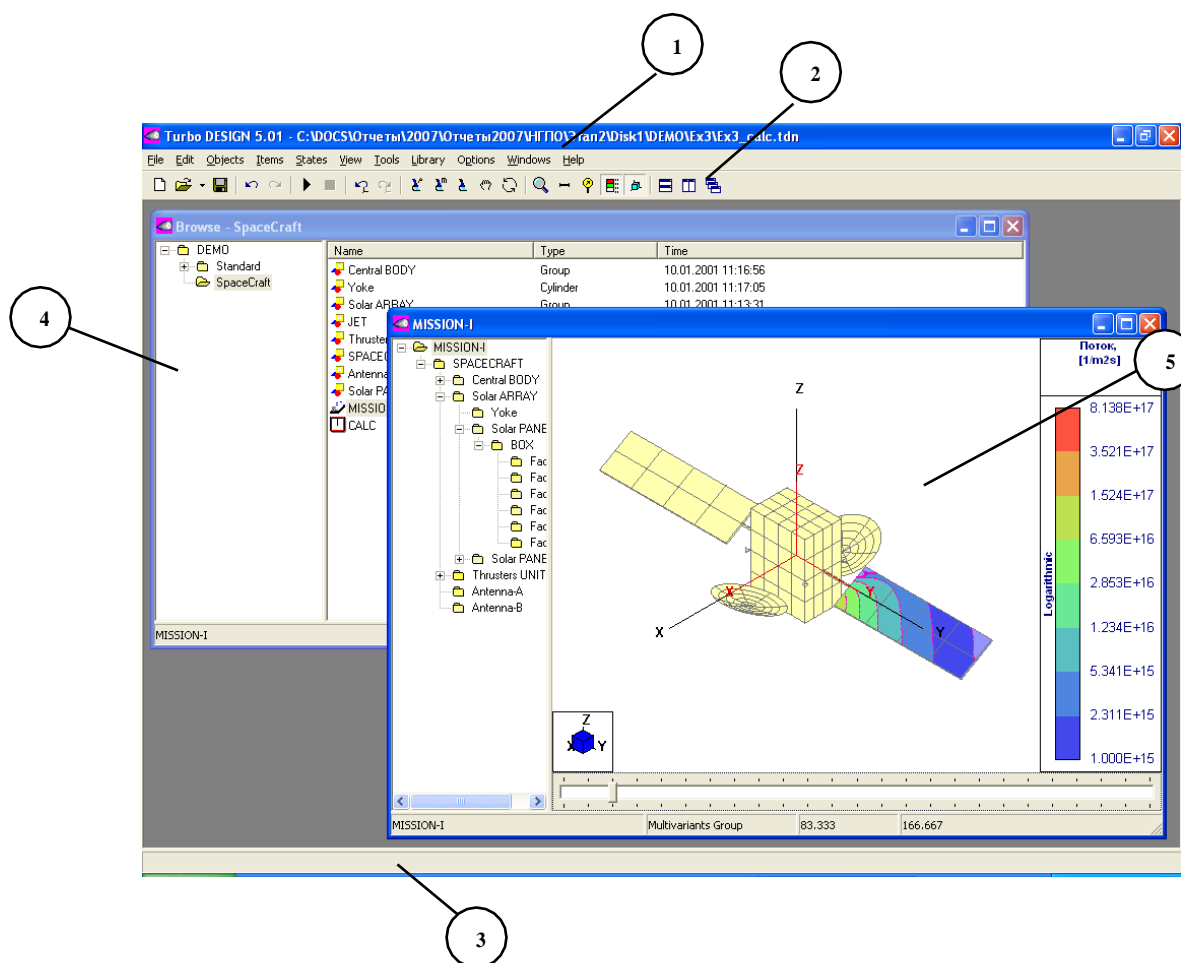 1
2
Turbo DESIGN 5.01 - C:\DOCS\Отчеты\2007\Отчеты2007\НГПО\Этап2\Disk1\DEMO\Ex3\Ex3_calc.tdn
File Edit Objects Items States View Tools Library Options Windows Help
Browse - SpaceCraft
DEMO
Standard
SpaceCraft
Name Type Time
Central BODY Group 10.01.2001 11:16:56
Yoke Cylinder 10.01.2001 11:17:05
Solar ARRAY Group 10.01.2001 11:13:31
JET
Thrusters
SPACEC
Antenna
Solar PA
MISSIO
CALC
MISSION-I
4
MISSION-I
MISSION-I
SPACECRAFT
Central BODY
Solar ARRAY
Yoke
Solar PANE
BOX
Fac
Fac
Fac
Fac
Fac
Fac
Solar PANE
Thrusters UNIT
Antenna-A
Antenna-B
Z
Z
X
X
Y
Y
Z
X
Y
Поток,
[1/m2s]
5
Logarithmic
8.138E+17
3.521E+17
1.524E+17
6.593E+16
2.853E+16
1.234E+16
5.341E+15
2.311E+15
1.000E+15
MISSION-I Multivariants Group 83.333 166.667
3